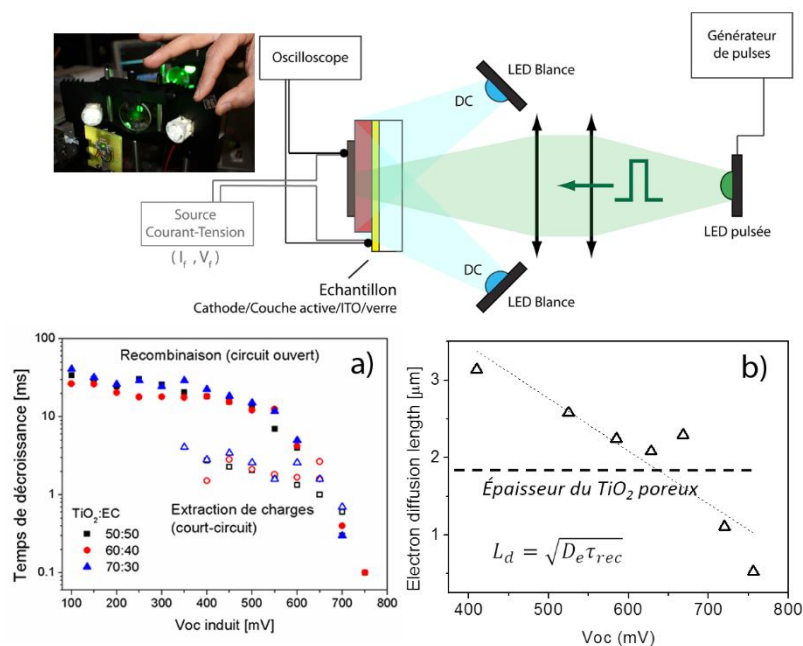 Oscilloscope
LED Blance
Générateur
de pulses
DC
Source
Courant-Tension
( I_f , V_f )
LED pulsée
DC
Echantillon
LED Blance
Cathode/Couche active/ITO/verre
a)
Recombinaison (circuit ouvert)
Extraction de charges
(court-circuit)
TiO2:EC
50:50
60:40
70:30
Temps de décroissance [ms]
100
10
1
0.1
100 200 300 400 500 600 700 800
Voc induit [mV]
b)
Épaisseur du TiO2 poreux
L_d = √D_e τ_rec
Electron diffusion length [µm]
3
2
1
400 500 600 700 800
Voc (mV)